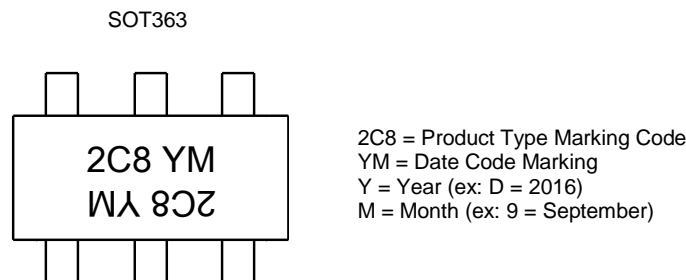 SOT363
2C8 YM
2C8 YM
2C8 = Product Type Marking Code
YM = Date Code Marking
Y = Year (ex: D = 2016)
M = Month (ex: 9 = September)